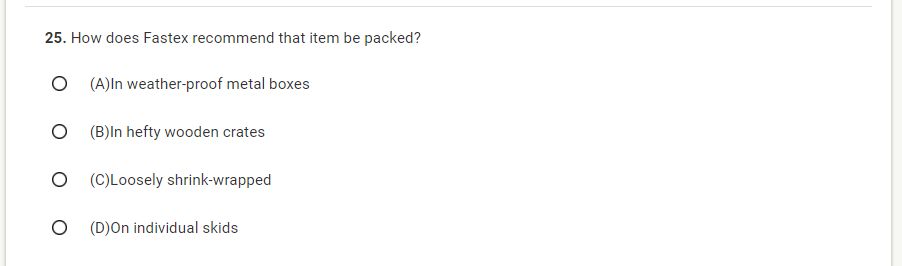 25. How does Fastex recommend that item be packed?
(A)In weather-proof metal boxes
(B)In hefty wooden crates
(C)Loosely shrink-wrapped
(D)On individual skids